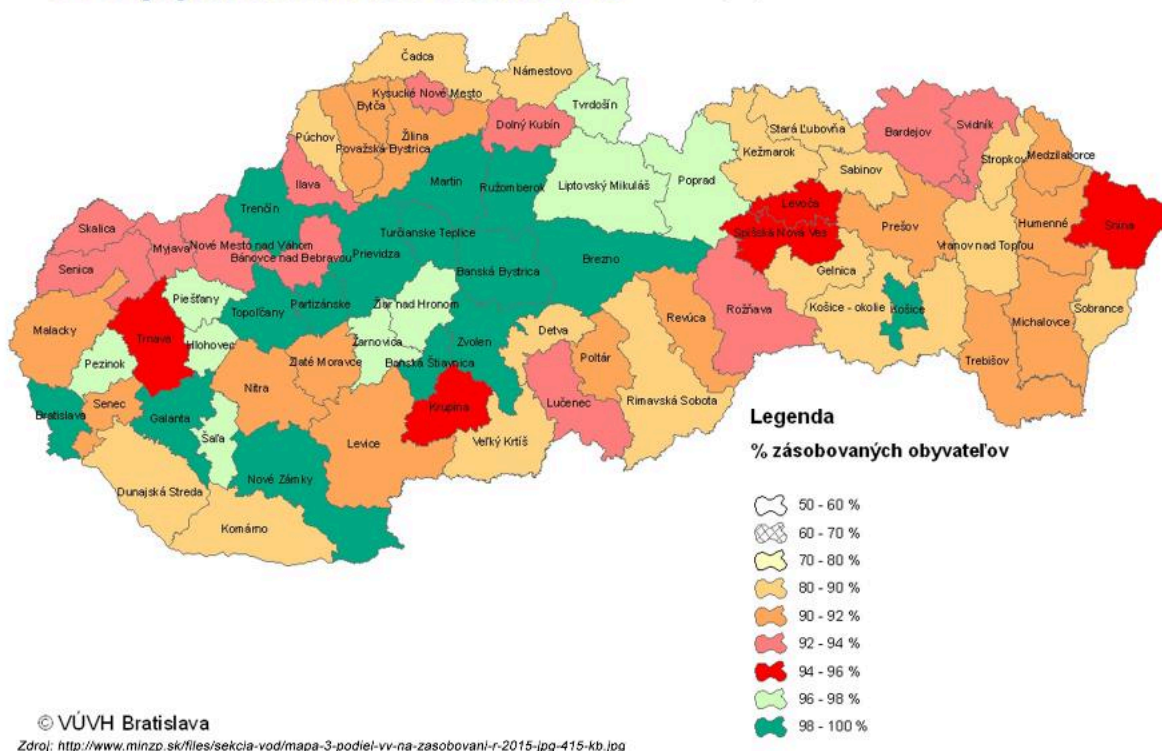 Čadca
Námestovo
Kysucké Nové Mesto
Bytča
Tvrdošín
Púchov
Žilina
Považská Bystrica
Dolný Kubín
Stará Ľubovňa
Bardejov
Svidník
Kežmarok
Stropkov
Medzilaborce
Sabinov
Ilava
Martin
Ružomberok
Liptovský Mikuláš
Poprad
Trenčín
Levoča
Skalica
Turčianske Teplice
Spišská Nová Ves
Prešov
Humenné
Snina
Myjava
Nové Mesto nad Váhom
Bánovce nad Bebravou
Prievidza
Vranov nad Topľou
Senica
Banská Bystrica
Brezno
Gelnica
Piešťany
Topoľčany
Partizánske
Žiar nad Hronom
Rožňava
Košice - okolie
Košice
Michalovce
Sobrance
Malacky
Trnava
Hlohovec
Žarnovica
Zvolen
Detva
Revúca
Pezinok
Zlaté Moravce
Banská Štiavnica
Poltár
Trebišov
Nitra
Bratislava
Senec
Galanta
Krupina
Lučenec
Rimavská Sobota
Šaľa
Levice
Veľký Krtíš
Nové Zámky
Dunajská Streda
Komárno
Legenda
% zásobovaných obyvateľov
50 - 60 %
60 - 70 %
70 - 80 %
80 - 90 %
90 - 92 %
92 - 94 %
94 - 96 %
96 - 98 %
98 - 100 %
© VÚVH Bratislava
Zdroj: http://www.minzp.sk/files/sekcia-vod/mapa-3-podiel-vv-na-zasobovani-r-2015-jpg-415-kb.jpg